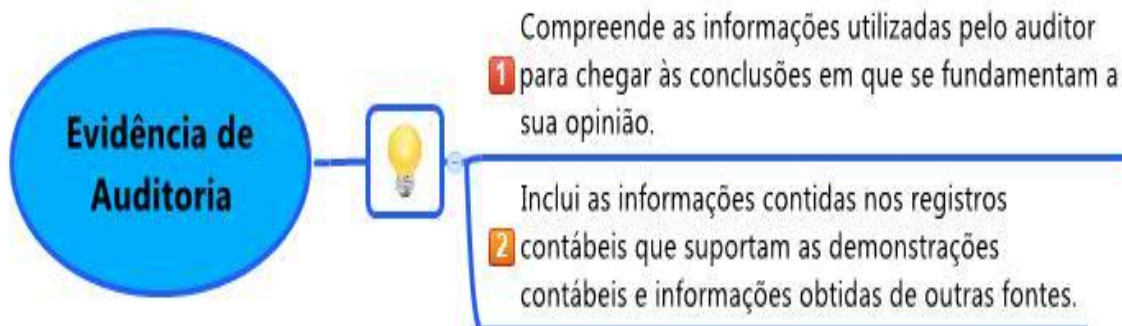 Evidência de
Auditoria
Compreende as informações utilizadas pelo auditor
1 para chegar às conclusões em que se fundamentam a
sua opinião.
Inclui as informações contidas nos registros
2 contábeis que suportam as demonstrações
contábeis e informações obtidas de outras fontes.